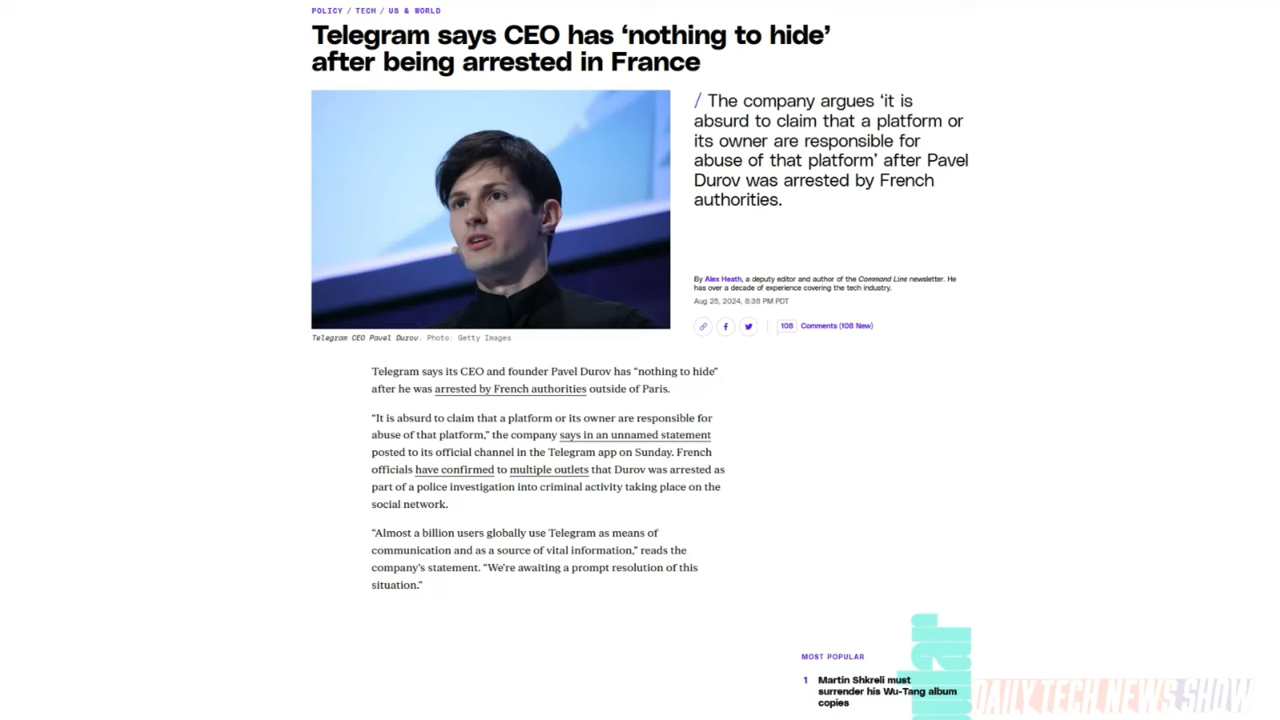 POLICY / TECH / US & WORLD
Telegram says CEO has ‘nothing to hide’
after being arrested in France
/ The company argues ‘it is
absurd to claim that a platform or
its owner are responsible for
abuse of that platform’ after Pavel
Durov was arrested by French
authorities.
By Alex Heath, a deputy editor and author of the Command Line newsletter. He
has over a decade of experience covering the tech industry.
Aug 25, 2024, 8:38 PM PDT
108 Comments (108 New)
Telegram CEO Pavel Durov. Photo: Getty Images
Telegram says its CEO and founder Pavel Durov has “nothing to hide”
after he was arrested by French authorities outside of Paris.
“It is absurd to claim that a platform or its owner are responsible for
abuse of that platform,” the company says in an unnamed statement
posted to its official channel in the Telegram app on Sunday. French
officials have confirmed to multiple outlets that Durov was arrested as
part of a police investigation into criminal activity taking place on the
social network.
“Almost a billion users globally use Telegram as means of
communication and as a source of vital information,” reads the
company’s statement. “We’re awaiting a prompt resolution of this
situation.”
MOST POPULAR
1 Martin Shkreli must
surrender his Wu-Tang album
copies
DAILY TECH NEWS SHOW